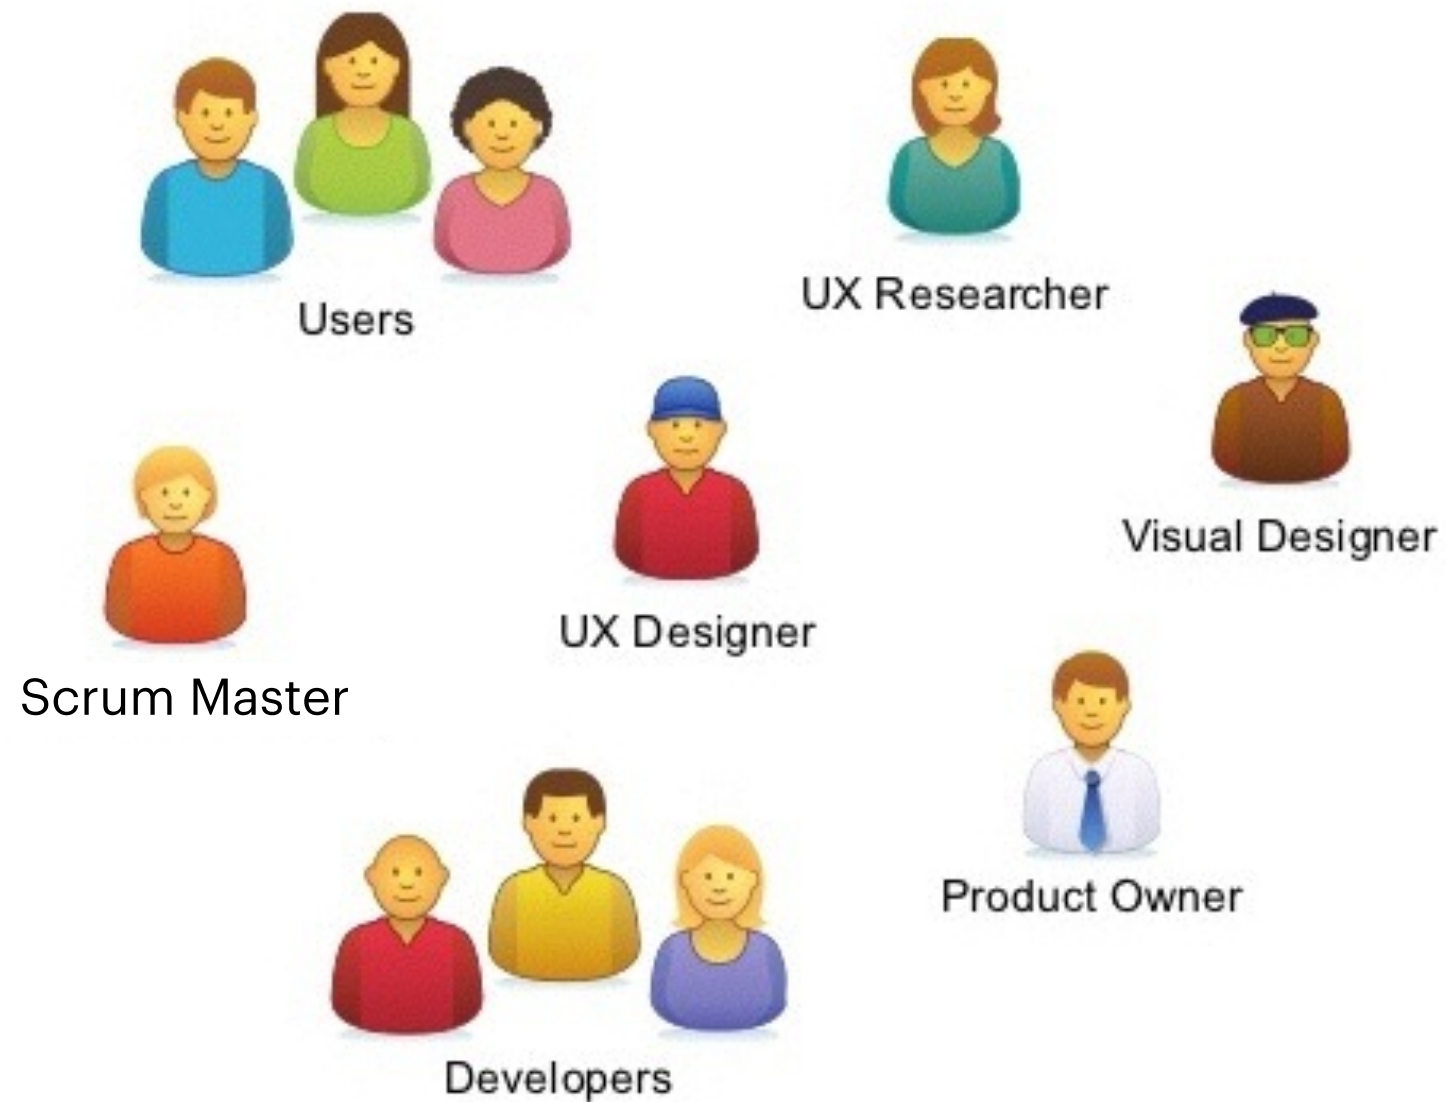 Users
UX Researcher
Visual Designer
UX Designer
Scrum Master
Product Owner
Developers